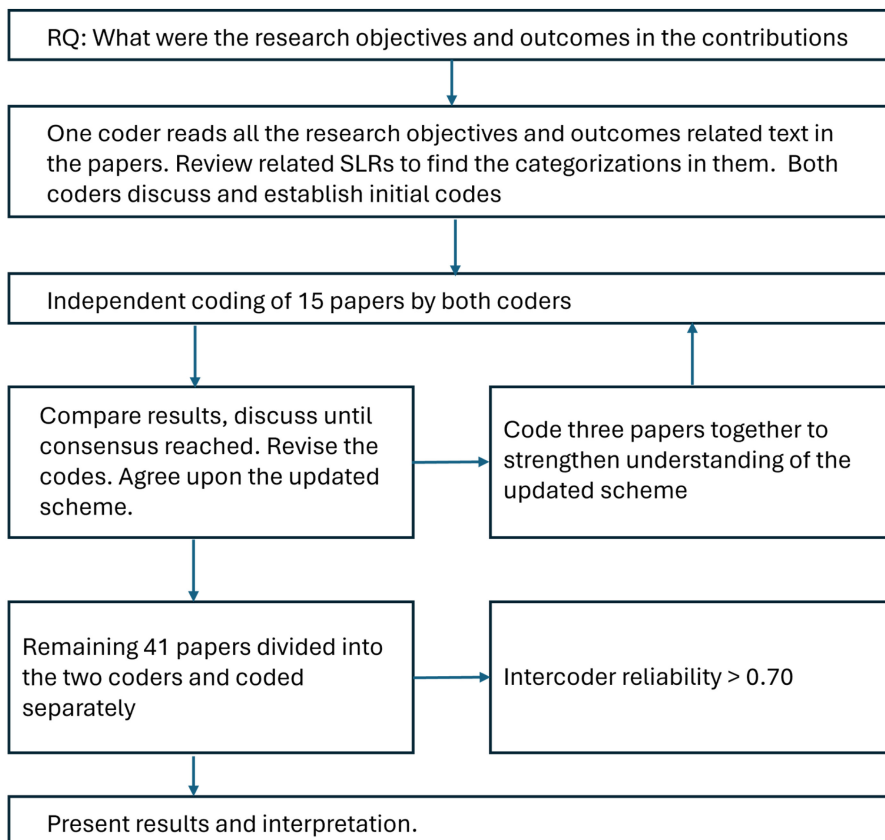 RQ: What were the research objectives and outcomes in the contributions
One coder reads all the research objectives and outcomes related text in
the papers. Review related SLRs to find the categorizations in them.  Both
coders discuss and establish initial codes
Independent coding of 15 papers by both coders
Compare results, discuss until
consensus reached. Revise the
codes. Agree upon the updated
scheme.
Code three papers together to
strengthen understanding of the
updated scheme
Remaining 41 papers divided into
the two coders and coded
separately
Intercoder reliability > 0.70
Present results and interpretation.